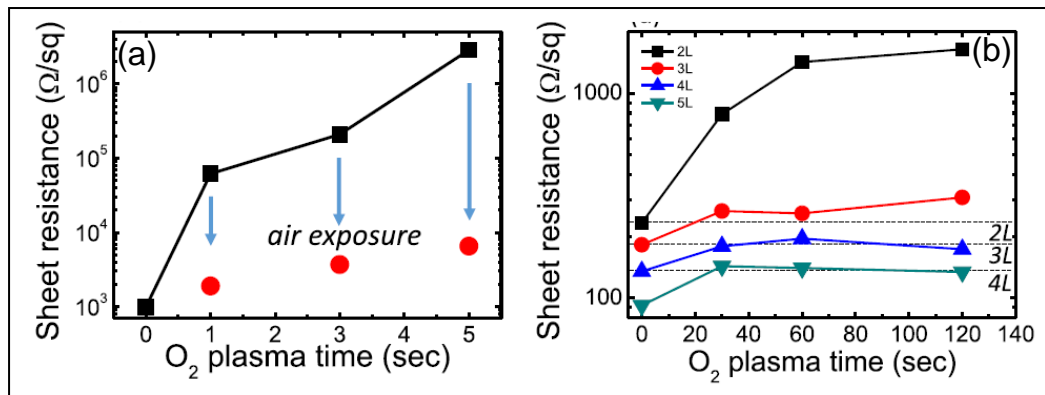 (a)
Sheet resistance (Ω/sq)
10⁶
10⁵
10⁴
10³
air exposure
0 1 2 3 4 5
O₂ plasma time (sec)
(b)
Sheet resistance (Ω/sq)
1000
100
2L
3L
4L
5L
2L
3L
4L
0 20 40 60 80 100 120 140
O₂ plasma time (sec)